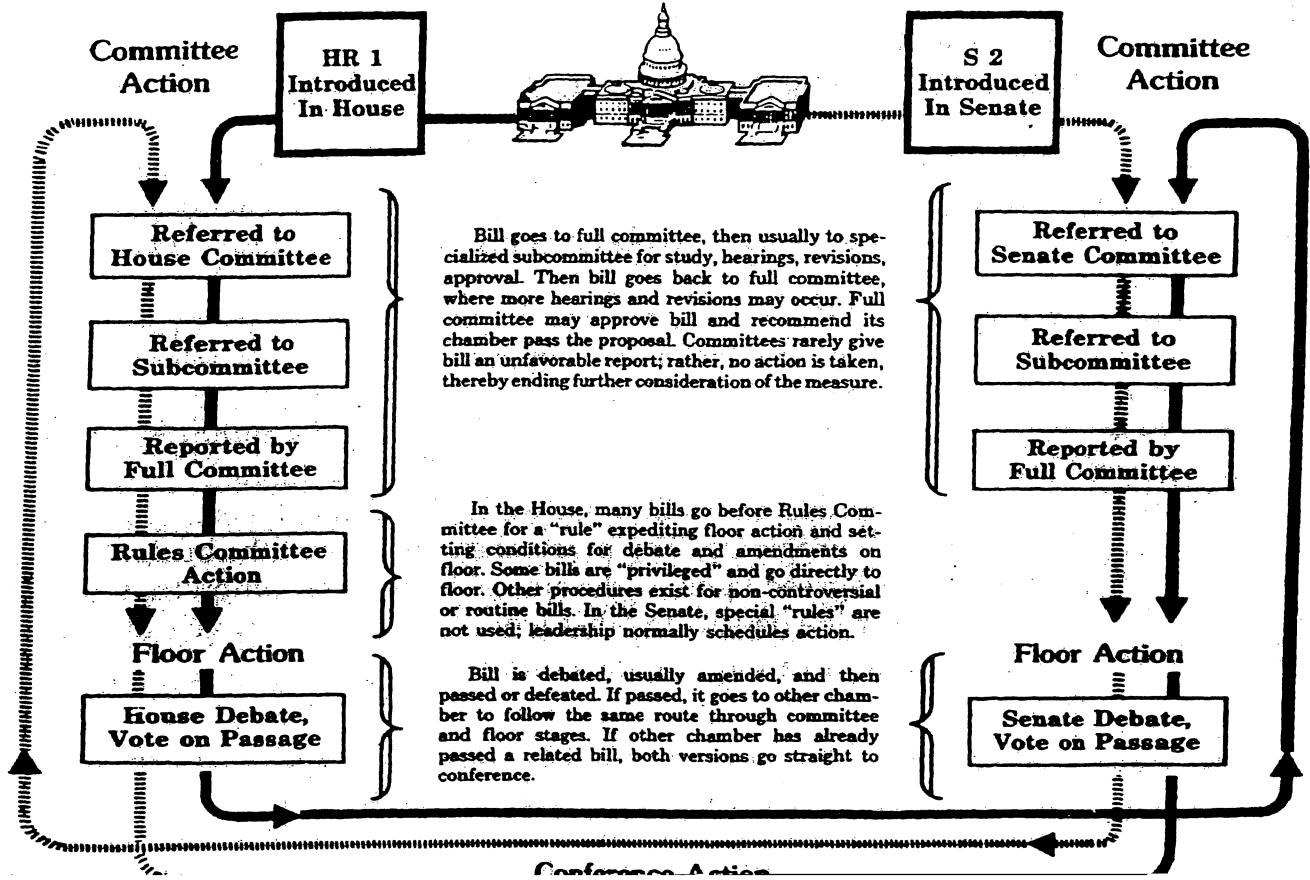 Committee
Action
HR 1
Introduced
In House
S 2
Introduced
In Senate
Committee
Action
Referred to
House Committee
Referred to
Subcommittee
Reported by
Full Committee
Rules Committee
Action
Floor Action
House Debate,
Vote on Passage
Bill goes to full committee, then usually to spe-
cialized subcommittee for study, hearings, revisions,
approval. Then bill goes back to full committee,
where more hearings and revisions may occur. Full
committee may approve bill and recommend its
chamber pass the proposal. Committees rarely give
bill an unfavorable report; rather, no action is taken,
thereby ending further consideration of the measure.
In the House, many bills go before Rules Com-
mittee for a “rule” expediting floor action and set-
ting conditions for debate and amendments on
floor. Some bills are “privileged” and go directly to
floor. Other procedures exist for non-controversial
or routine bills. In the Senate, special “rules” are
not used; leadership normally schedules action.
Bill is debated, usually amended, and then
passed or defeated. If passed, it goes to other cham-
ber to follow the same route through committee
and floor stages. If other chamber has already
passed a related bill, both versions go straight to
conference.
Referred to
Senate Committee
Referred to
Subcommittee
Reported by
Full Committee
Floor Action
Senate Debate,
Vote on Passage
Conference Action